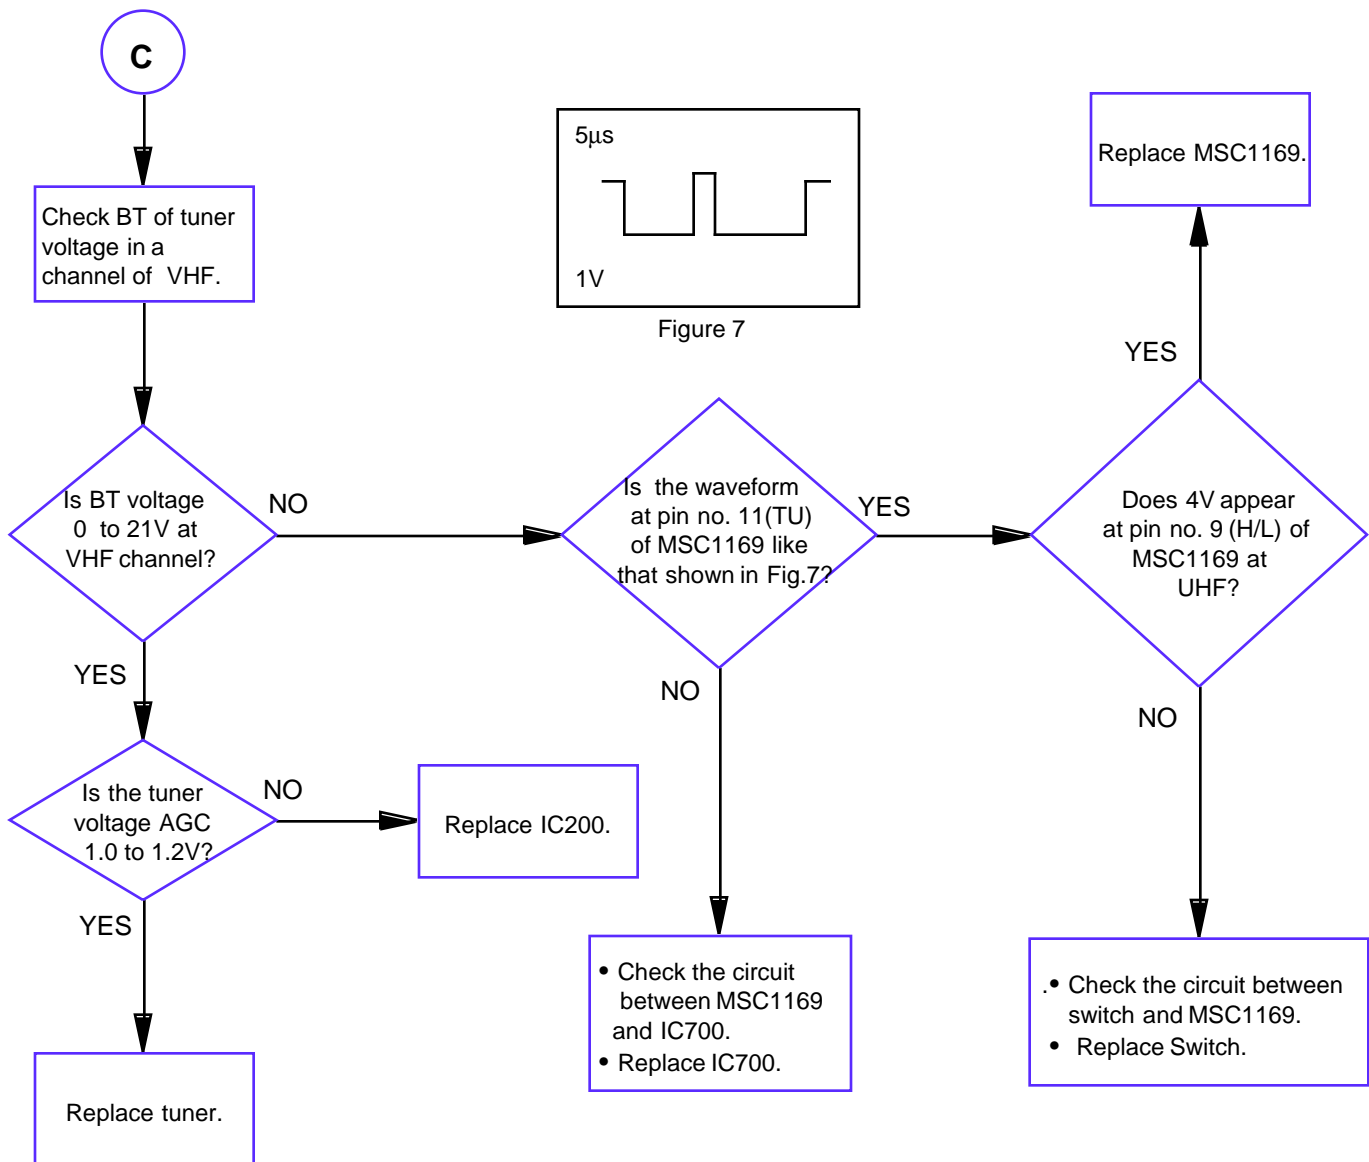 C
Check BT of tuner
voltage in a
channel of VHF.
5μs
1V
Figure 7
Replace MSC1169.
YES
Is BT voltage
0 to 21V at
VHF channel?
NO
Is the waveform
at pin no. 11(TU)
of MSC1169 like
that shown in Fig.7?
YES
Does 4V appear
at pin no. 9 (H/L) of
MSC1169 at
UHF?
YES
NO
NO
Is the tuner
voltage AGC
1.0 to 1.2V?
NO
Replace IC200.
YES
• Check the circuit
between MSC1169
and IC700.
• Replace IC700.
.• Check the circuit between
switch and MSC1169.
• Replace Switch.
Replace tuner.